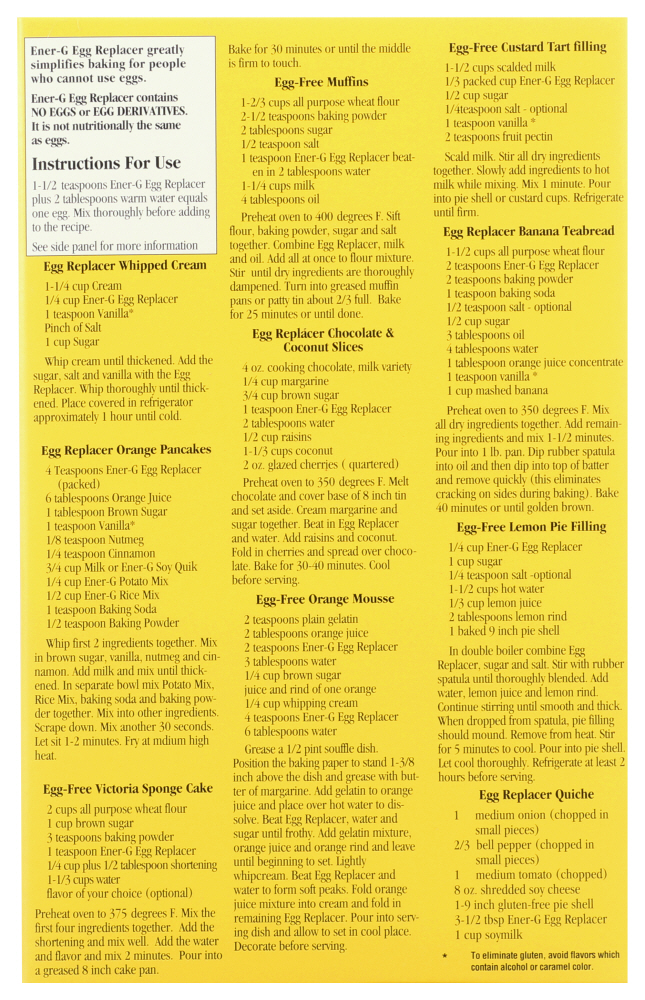 Ener-G Egg Replacer greatly
simplifies baking for people
who cannot use eggs.
Ener-G Egg Replacer contains
NO EGGS or EGG DERIVATIVES.
It is not nutritionally the same
as eggs.
Instructions For Use
1-1/2 teaspoons Ener-G Egg Replacer
plus 2 tablespoons warm water equals
one egg. Mix thoroughly before adding
to the recipe.
See side panel for more information
Egg Replacer Whipped Cream
1-1/4 cup Cream
1/4 cup Ener-G Egg Replacer
1 teaspoon Vanilla*
Pinch of Salt
1 cup Sugar
Whip cream until thickened. Add the
sugar, salt and vanilla with the Egg
Replacer. Whip thoroughly until thick-
ened. Place covered in refrigerator
approximately 1 hour until cold.
Egg Replacer Orange Pancakes
4 Teaspoons Ener-G Egg Replacer
(packed)
6 tablespoons Orange Juice
1 tablespoon Brown Sugar
1 teaspoon Vanilla*
1/8 teaspoon Nutmeg
1/4 teaspoon Cinnamon
3/4 cup Milk or Ener-G Soy Quik
1/4 cup Ener-G Potato Mix
1/2 cup Ener-G Rice Mix
1 teaspoon Baking Soda
1/2 teaspoon Baking Powder
Whip first 2 ingredients together. Mix
in brown sugar, vanilla, nutmeg and cin-
namon. Add milk and mix until thick-
ened. In separate bowl mix Potato Mix,
Rice Mix, baking soda and baking pow-
der together. Mix into other ingredients.
Scrape down. Mix another 30 seconds.
Let sit 1-2 minutes. Fry at mdium high
heat.
Egg-Free Victoria Sponge Cake
2 cups all purpose wheat flour
1 cup brown sugar
3 teaspoons baking powder
1 teaspoon Ener-G Egg Replacer
1/4 cup plus 1/2 tablespoon shortening
1-1/3 cups water
flavor of your choice (optional)
Preheat oven to 375 degrees F. Mix the
first four ingredients together. Add the
shortening and mix well. Add the water
and flavor and mix 2 minutes. Pour into
a greased 8 inch cake pan.
Bake for 30 minutes or until the middle
is firm to touch.
Egg-Free Muffins
1-2/3 cups all purpose wheat flour
2-1/2 teaspoons baking powder
2 tablespoons sugar
1/2 teaspoon salt
1 teaspoon Ener-G Egg Replacer beat-
en in 2 tablespoons water
1-1/4 cups milk
4 tablespoons oil
Preheat oven to 400 degrees F. Sift
flour, baking powder, sugar and salt
together. Combine Egg Replacer, milk
and oil. Add all at once to flour mixture.
Stir until dry ingredients are thoroughly
dampened. Turn into greased muffin
pans or patty tin about 2/3 full. Bake
for 25 minutes or until done.
Egg Replacer Chocolate &
Coconut Slices
4 oz. cooking chocolate, milk variety
1/4 cup margarine
3/4 cup brown sugar
1 teaspoon Ener-G Egg Replacer
2 tablespoons water
1/2 cup raisins
1-1/3 cups coconut
2 oz. glazed cherries ( quartered)
Preheat oven to 350 degrees F. Melt
chocolate and cover base of 8 inch tin
and set aside. Cream margarine and
sugar together. Beat in Egg Replacer
and water. Add raisins and coconut.
Fold in cherries and spread over choco-
late. Bake for 30-40 minutes. Cool
before serving.
Egg-Free Orange Mousse
2 teaspoons plain gelatin
2 tablespoons orange juice
2 teaspoons Ener-G Egg Replacer
3 tablespoons water
1/4 cup brown sugar
juice and rind of one orange
1/4 cup whipping cream
4 teaspoons Ener-G Egg Replacer
6 tablespoons water
Grease a 1/2 pint souffle dish.
Position the baking paper to stand 1-3/8
inch above the dish and grease with but-
ter of margarine. Add gelatin to orange
juice and place over hot water to dis-
solve. Beat Egg Replacer, water and
sugar until frothy. Add gelatin mixture,
orange juice and orange rind and leave
until beginning to set. Lightly
whipcream. Beat Egg Replacer and
water to form soft peaks. Fold orange
juice mixture into cream and fold in
remaining Egg Replacer. Pour into serv-
ing dish and allow to set in cool place.
Decorate before serving.
Egg-Free Custard Tart filling
1-1/2 cups scalded milk
1/3 packed cup Ener-G Egg Replacer
1/2 cup sugar
1/4teaspoon salt - optional
1 teaspoon vanilla *
2 teaspoons fruit pectin
Scald milk. Stir all dry ingredients
together. Slowly add ingredients to hot
milk while mixing. Mix 1 minute. Pour
into pie shell or custard cups. Refrigerate
until firm.
Egg Replacer Banana Teabread
1-1/2 cups all purpose wheat flour
2 teaspoons Ener-G Egg Replacer
2 teaspoons baking powder
1 teaspoon baking soda
1/2 teaspoon salt - optional
1/2 cup sugar
3 tablespoons oil
4 tablespoons water
1 tablespoon orange juice concentrate
1 teaspoon vanilla *
1 cup mashed banana
Preheat oven to 350 degrees F. Mix
all dry ingredients together. Add remain-
ing ingredients and mix 1-1/2 minutes.
Pour into 1 lb. pan. Dip rubber spatula
into oil and then dip into top of batter
and remove quickly (this eliminates
cracking on sides during baking). Bake
40 minutes or until golden brown.
Egg-Free Lemon Pie Filling
1/4 cup Ener-G Egg Replacer
1 cup sugar
1/4 teaspoon salt -optional
1-1/2 cups hot water
1/3 cup lemon juice
2 tablespoons lemon rind
1 baked 9 inch pie shell
In double boiler combine Egg
Replacer, sugar and salt. Stir with rubber
spatula until thoroughly blended. Add
water, lemon juice and lemon rind.
Continue stirring until smooth and thick.
When dropped from spatula, pie filling
should mound. Remove from heat. Stir
for 5 minutes to cool. Pour into pie shell.
Let cool thoroughly. Refrigerate at least 2
hours before serving.
Egg Replacer Quiche
1 medium onion (chopped in
small pieces)
2/3 bell pepper (chopped in
small pieces)
1 medium tomato (chopped)
8 oz. shredded soy cheese
1-9 inch gluten-free pie shell
3-1/2 tbsp Ener-G Egg Replacer
1 cup soymilk
* To eliminate gluten, avoid flavors which
contain alcohol or caramel color.